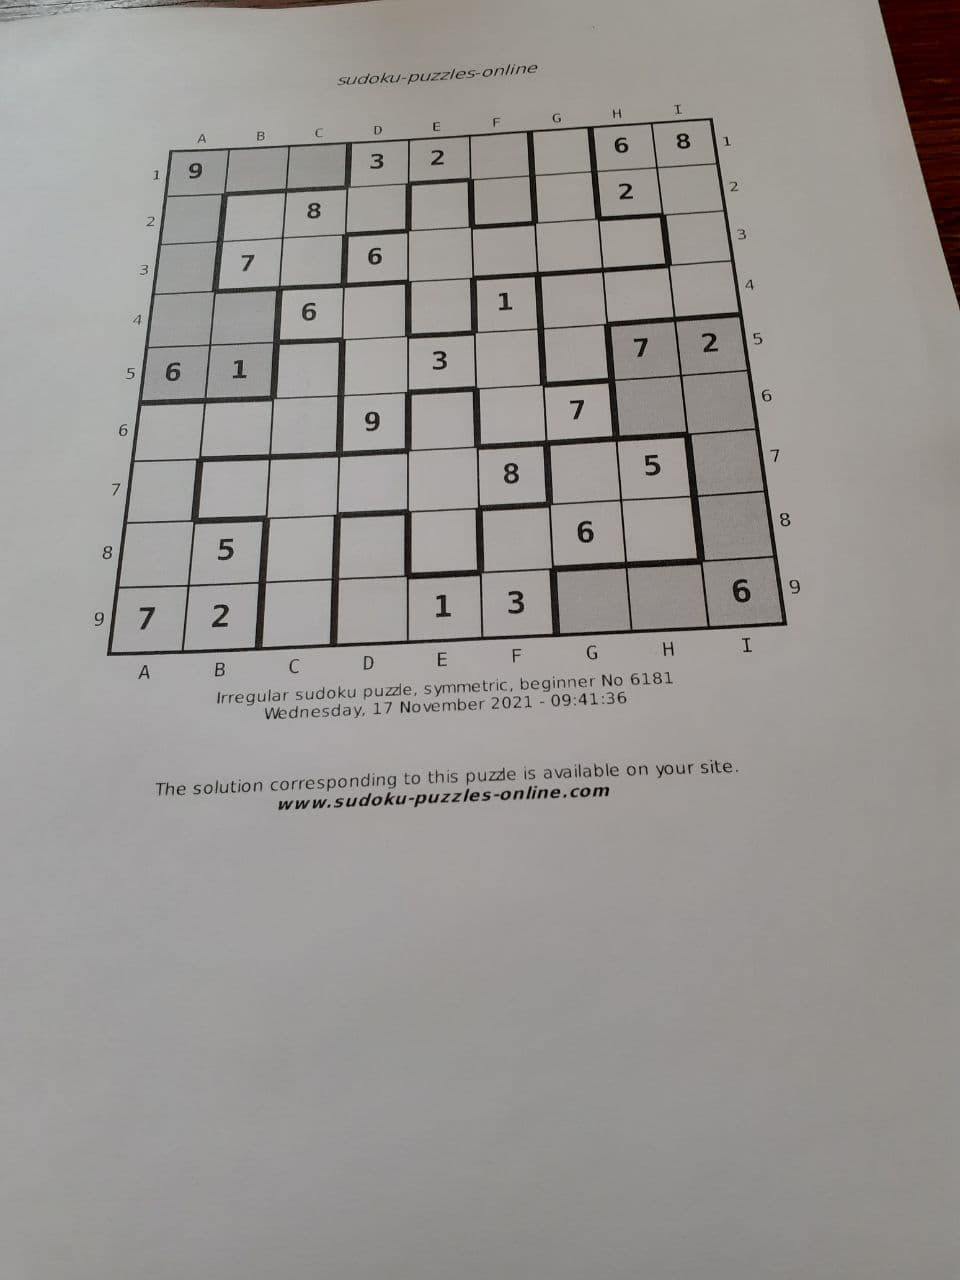 sudoku-puzzles-online
A B C D E F G H I
1 9 3 2 6 8 1
2 8 2 2
3 7 6 3
4 6 1 4
5 6 1 3 7 2 5
6 9 7 6
7 8 5 7
8 5 6 8
9 7 2 1 3 6 9
A B C D E F G H I
Irregular sudoku puzzle, symmetric, beginner No 6181
Wednesday, 17 November 2021 - 09:41:36
The solution corresponding to this puzzle is available on your site.
www.sudoku-puzzles-online.com